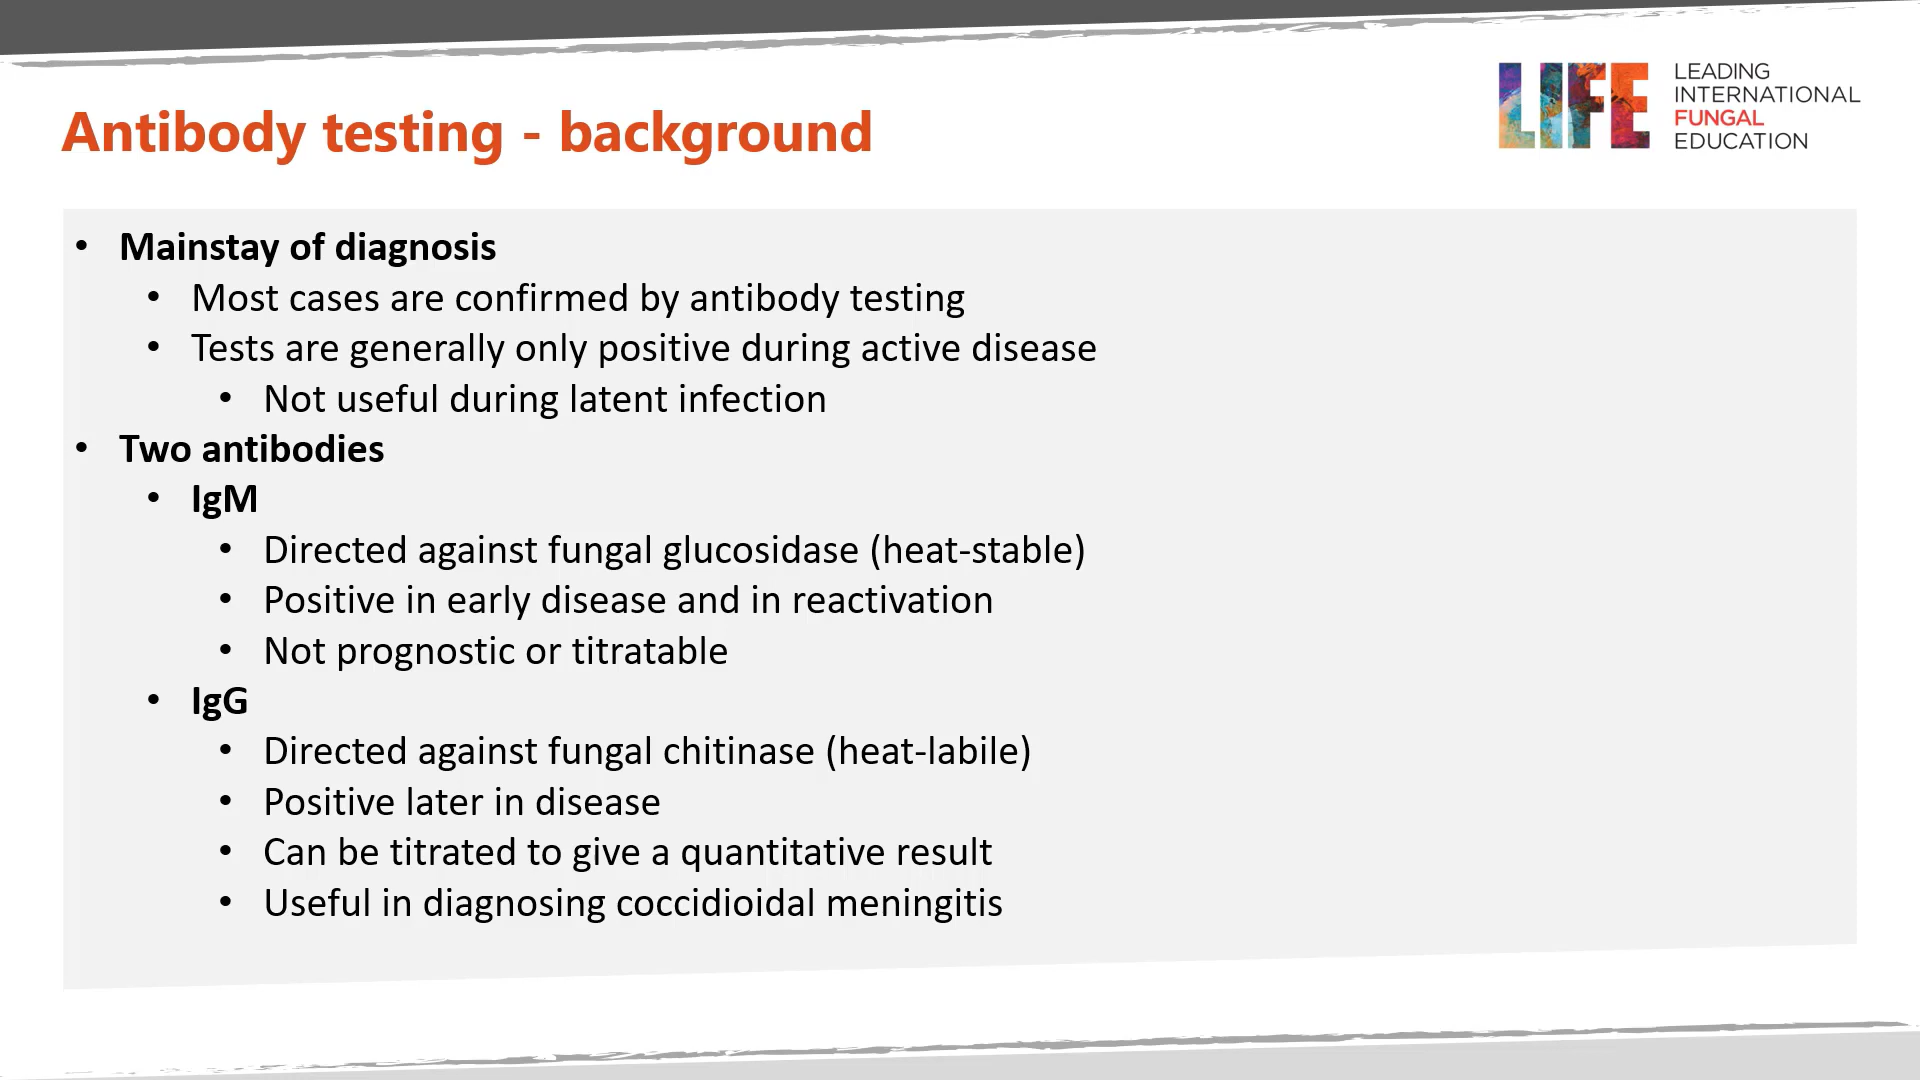 LIFE
LEADING
INTERNATIONAL
FUNGAL
EDUCATION
Antibody testing - background
• Mainstay of diagnosis
• Most cases are confirmed by antibody testing
• Tests are generally only positive during active disease
• Not useful during latent infection
• Two antibodies
• IgM
• Directed against fungal glucosidase (heat-stable)
• Positive in early disease and in reactivation
• Not prognostic or titratable
• IgG
• Directed against fungal chitinase (heat-labile)
• Positive later in disease
• Can be titrated to give a quantitative result
• Useful in diagnosing coccidioidal meningitis